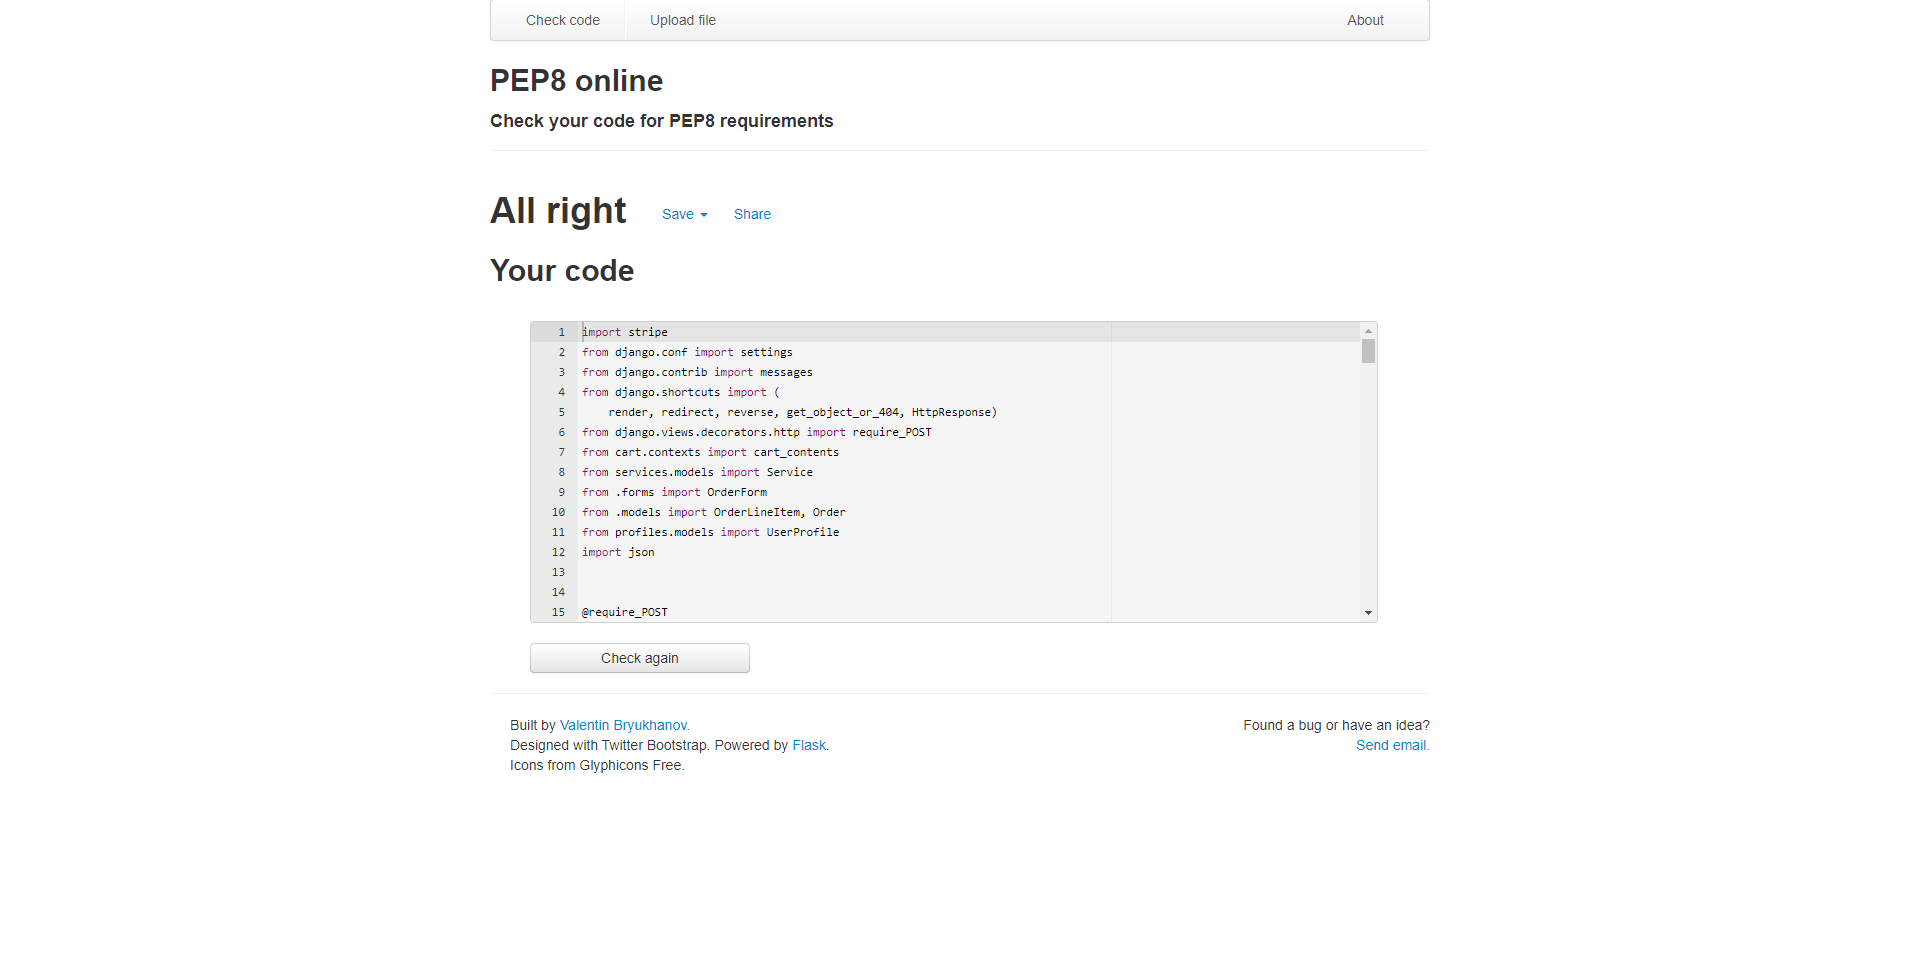 Check code Upload file About
PEP8 online
Check your code for PEP8 requirements
All right Save Share
Your code
1 import stripe
2 from django.conf import settings
3 from django.contrib import messages
4 from django.shortcuts import (
5     render, redirect, reverse, get_object_or_404, HttpResponse)
6 from django.views.decorators.http import require_POST
7 from cart.contexts import cart_contents
8 from services.models import Service
9 from .forms import OrderForm
10 from .models import OrderLineItem, Order
11 from profiles.models import UserProfile
12 import json
13
14
15 @require_POST
Check again
Built by Valentin Bryukhanov.
Designed with Twitter Bootstrap. Powered by Flask.
Icons from Glyphicons Free.
Found a bug or have an idea?
Send email.